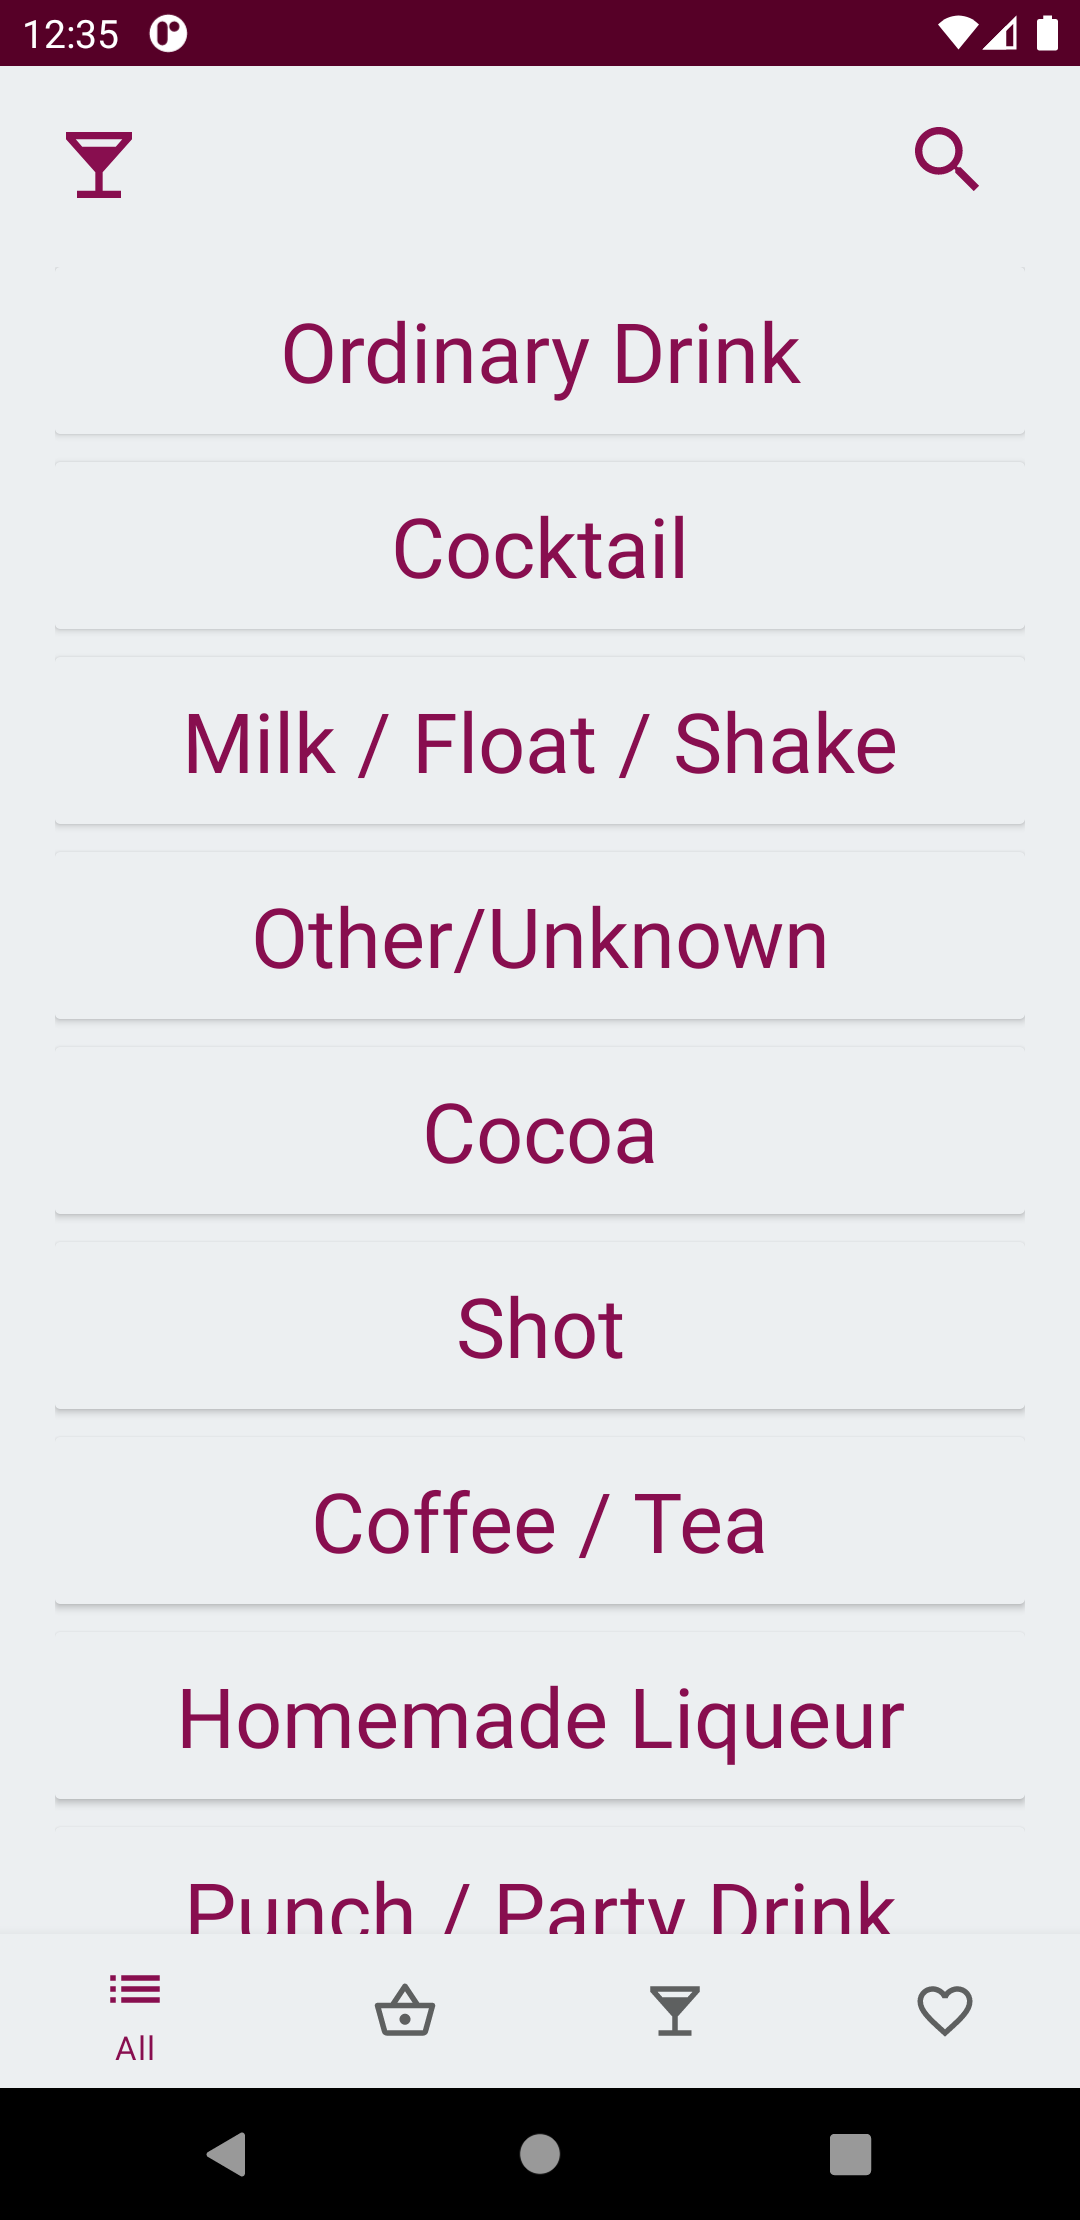 12:35
Ordinary Drink
Cocktail
Milk / Float / Shake
Other/Unknown
Cocoa
Shot
Coffee / Tea
Homemade Liqueur
Punch / Party Drink
All